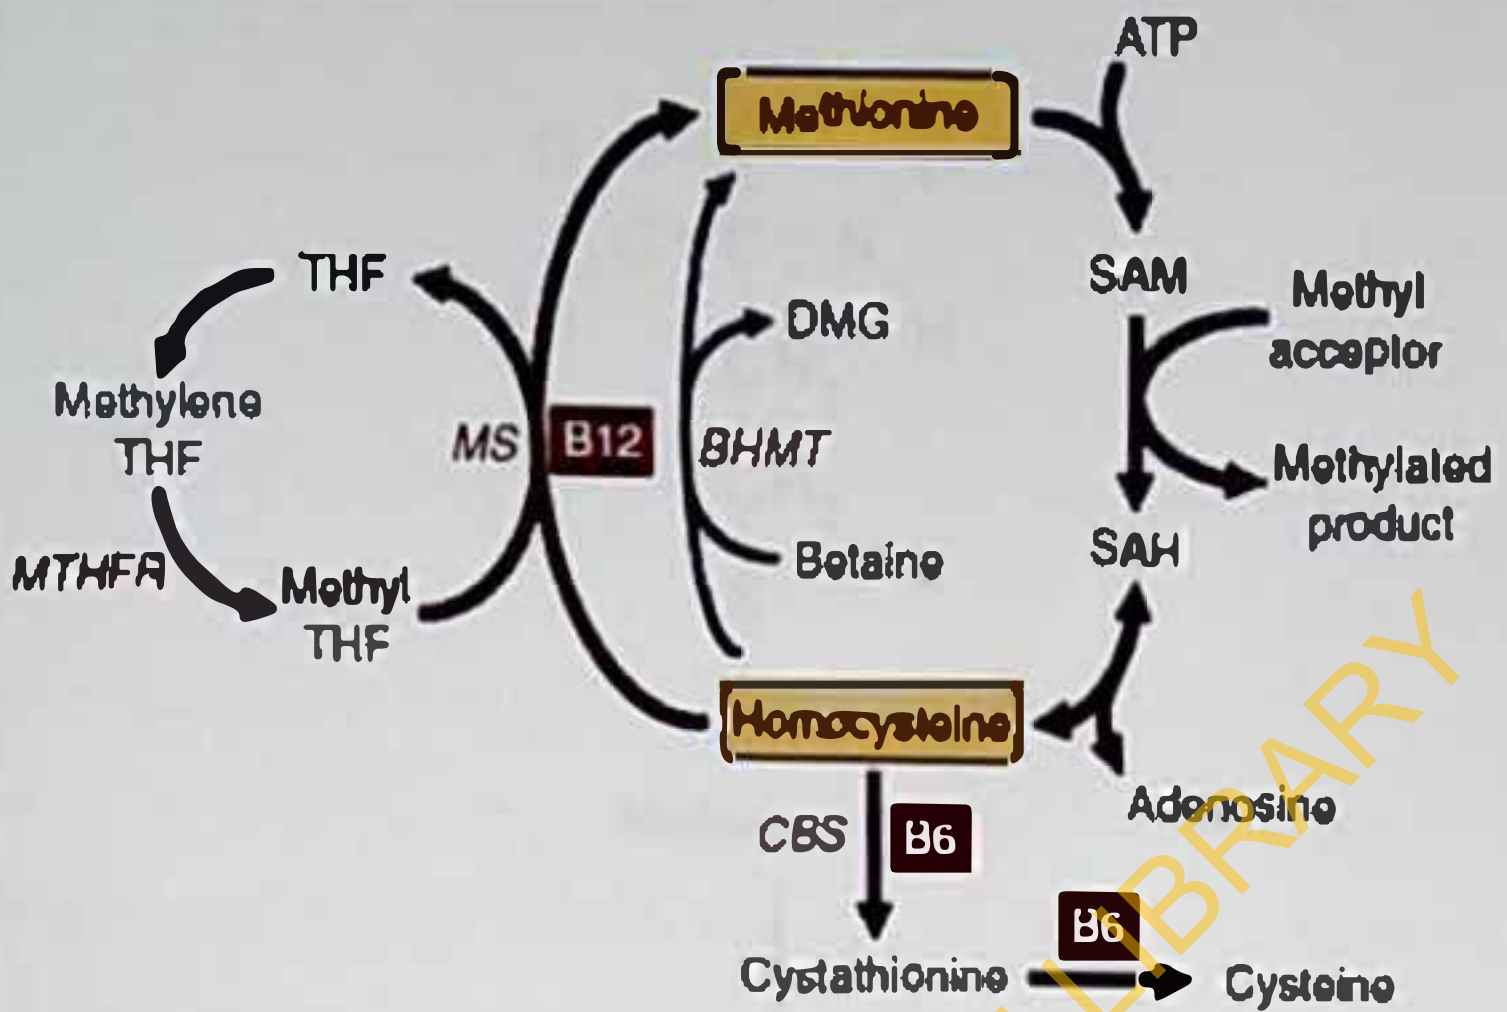 ATP
Methionine
THF
SAM
Methyl
acceptor
DMG
Methylene
THF
MS
B12
BHMT
Methylated
product
SAH
Betaine
MTHFR
Methyl
THF
Homocysteine
Adenosine
CBS
B6
B6
Cystathionine
Cysteine
LIBRARY